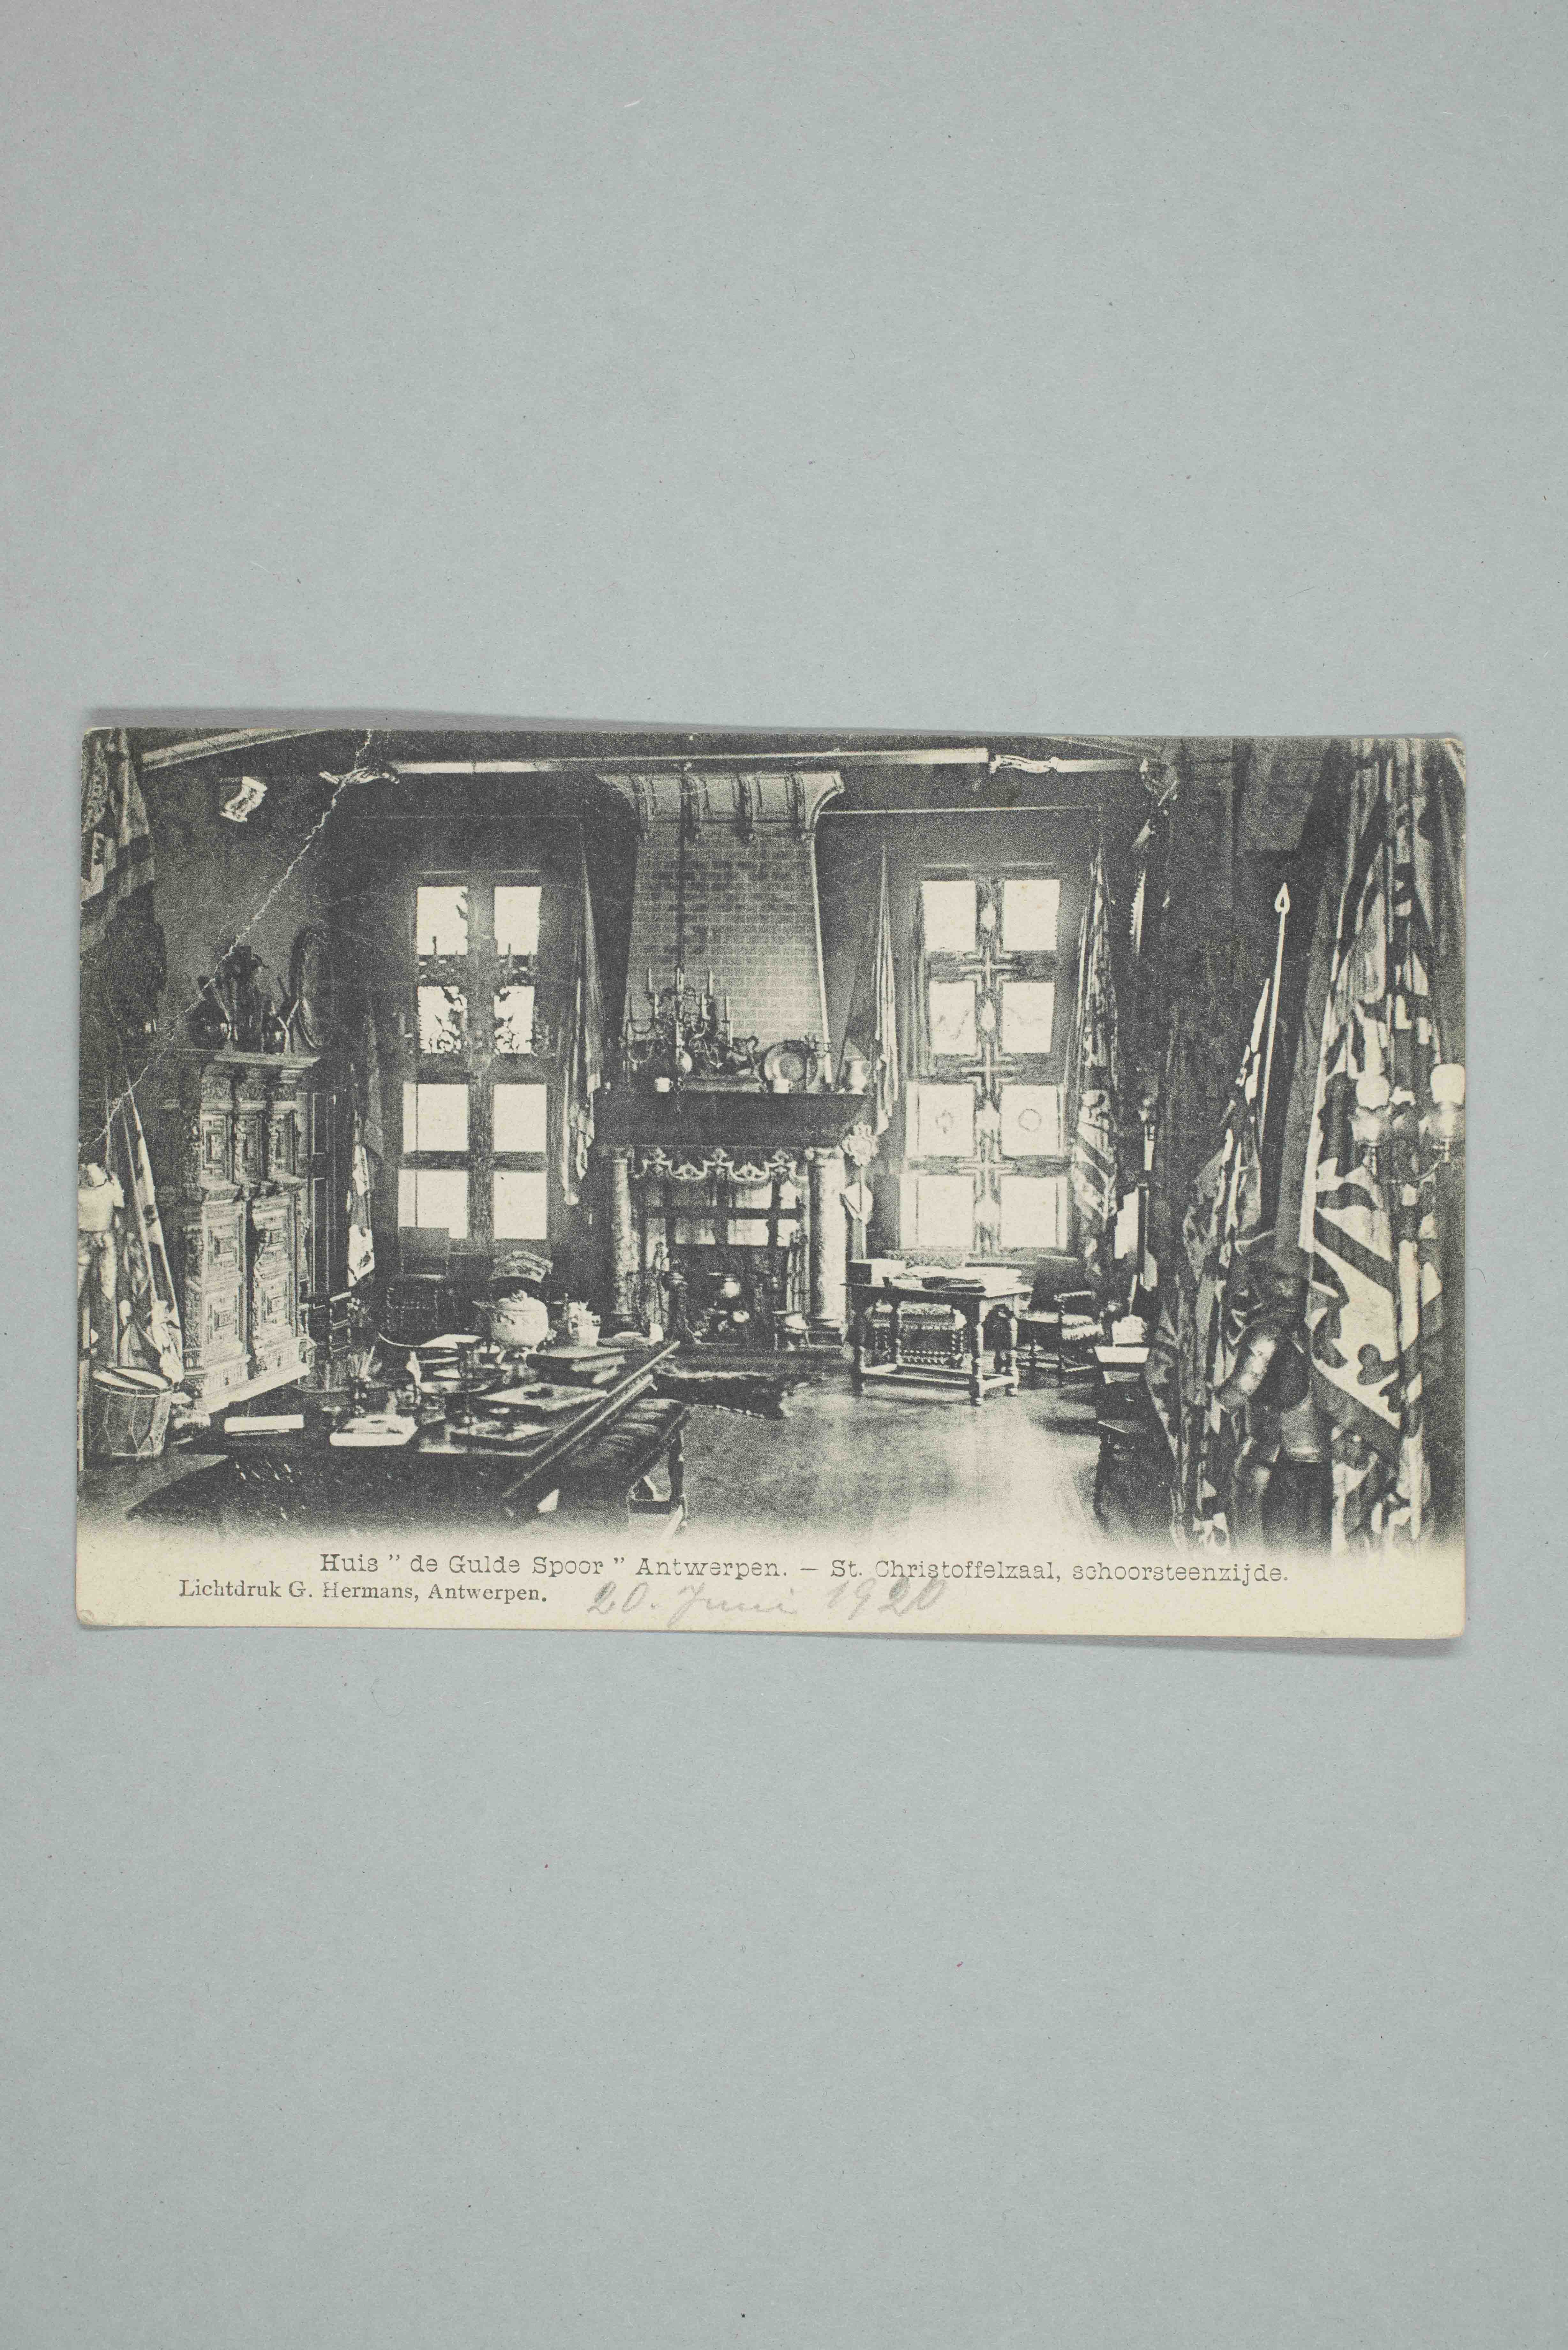 Huis " de Gulde Spoor " Antwerpen. — St. Christoffelzaal, schoorsteenzijde.
Lichtdruk G. Hermans, Antwerpen.
20. Juni 1920